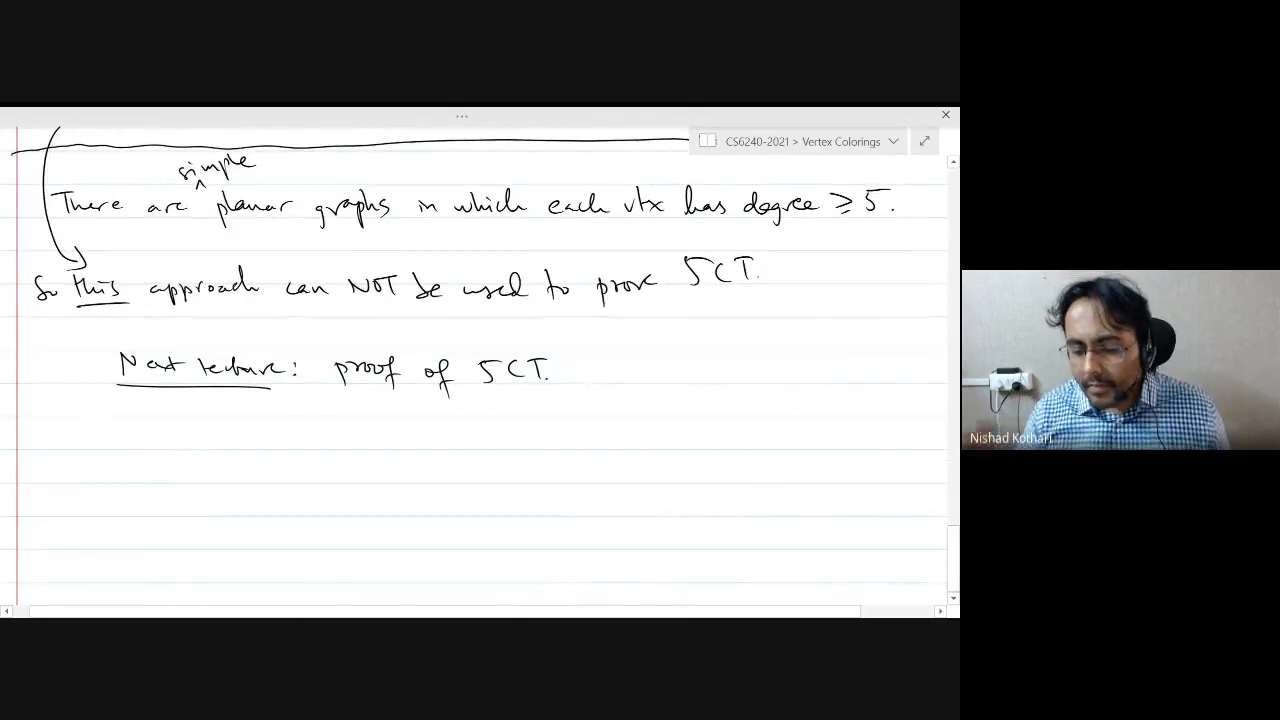 CS6240-2021 > Vertex Colorings
simple
There are planar graphs in which each vtx has degree ≥ 5.
So this approach can NOT be used to prove 5CT.
Next lecture: proof of 5CT.
Nishad Kothari